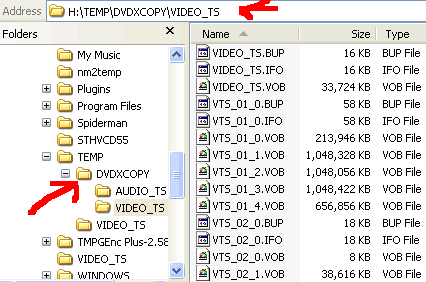 Address H:\TEMP\DVDXCOPY\VIDEO_TS
Folders
My Music
nm2temp
Plugins
Program Files
Spiderman
STHVCD55
TEMP
DVDXCOPY
AUDIO_TS
VIDEO_TS
VIDEO_TS
TMPGEnc Plus-2.58
VIDEO_TS
WINDOWS
Name Size Type
VIDEO_TS.BUP 16 KB BUP File
VIDEO_TS.IFO 16 KB IFO File
VIDEO_TS.VOB 33,724 KB VOB File
VTS_01_0.BUP 58 KB BUP File
VTS_01_0.IFO 58 KB IFO File
VTS_01_0.VOB 213,946 KB VOB File
VTS_01_1.VOB 1,048,328 KB VOB File
VTS_01_2.VOB 1,048,056 KB VOB File
VTS_01_3.VOB 1,048,422 KB VOB File
VTS_01_4.VOB 656,856 KB VOB File
VTS_02_0.BUP 18 KB BUP File
VTS_02_0.IFO 18 KB IFO File
VTS_02_0.VOB 8 KB VOB File
VTS_02_1.VOB 38,616 KB VOB File